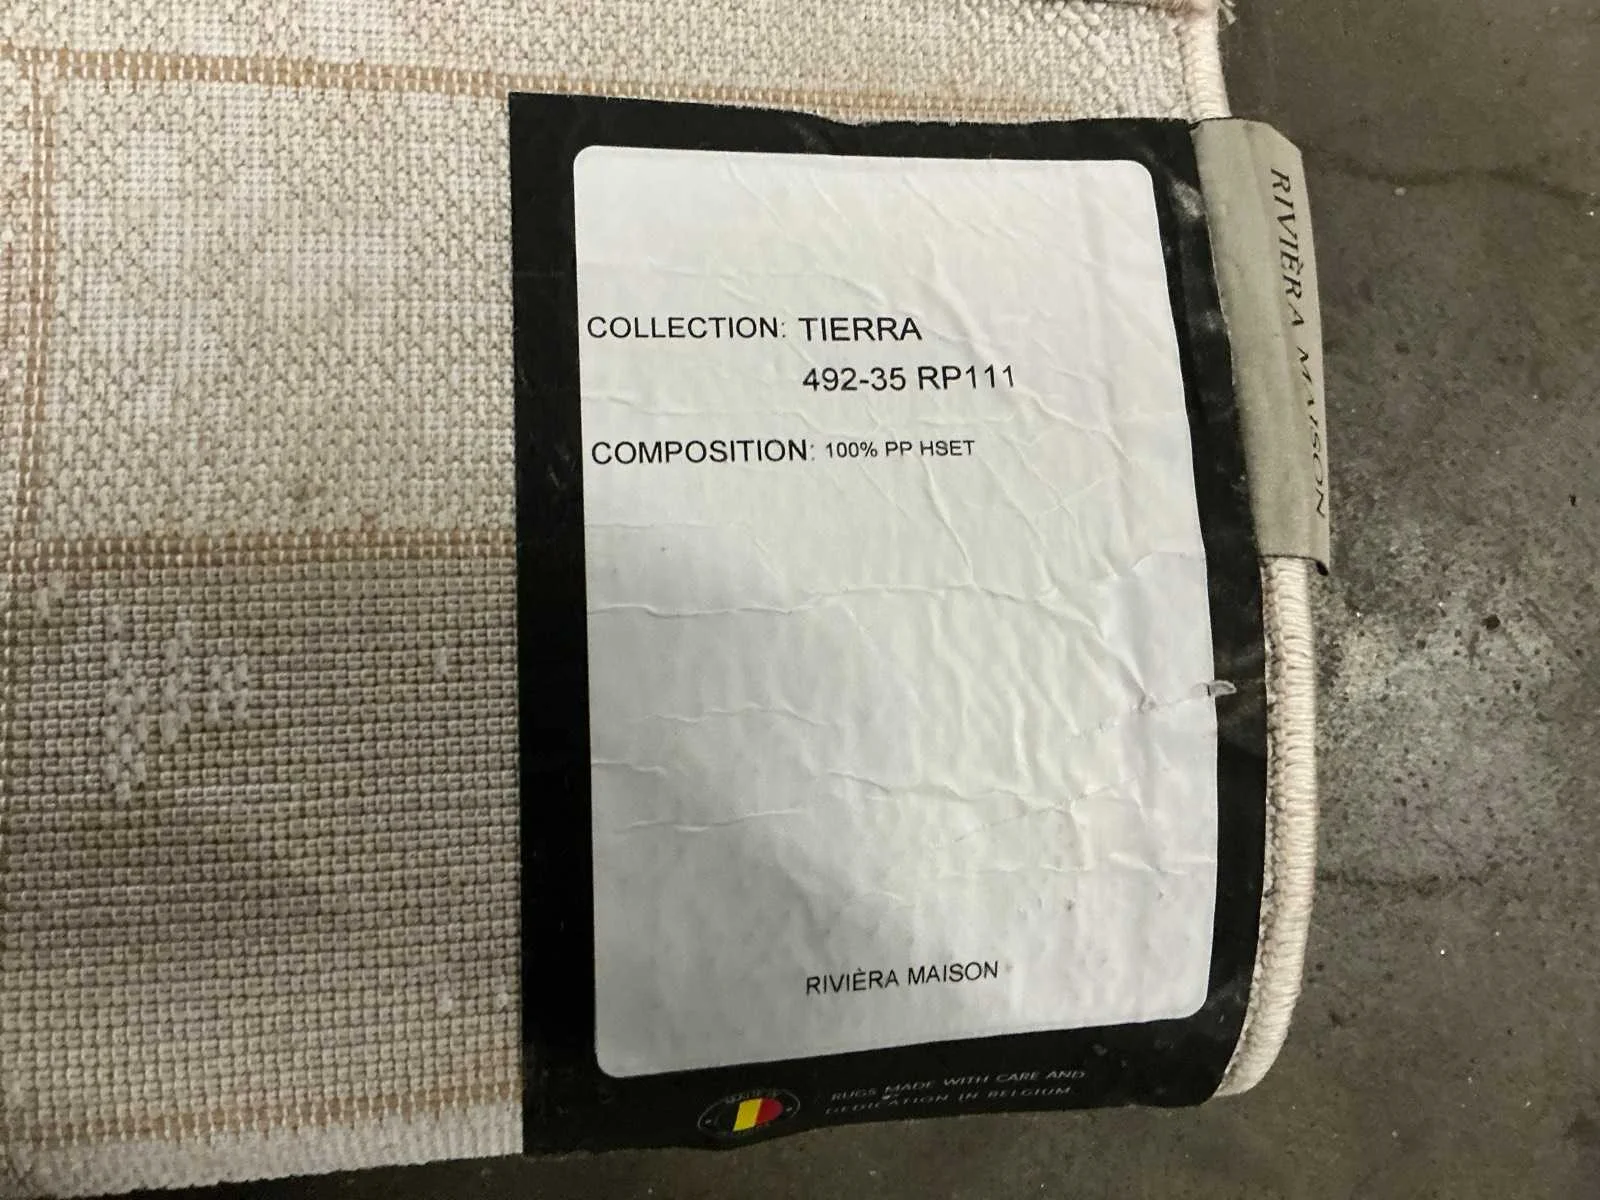 COLLECTION: TIERRA
492-35 RP111
COMPOSITION: 100% PP HSET
RIVIÈRA MAISON
RUGS MADE WITH CARE AND
DEDICATION IN BELGIUM
RIVIÈRA MAISON